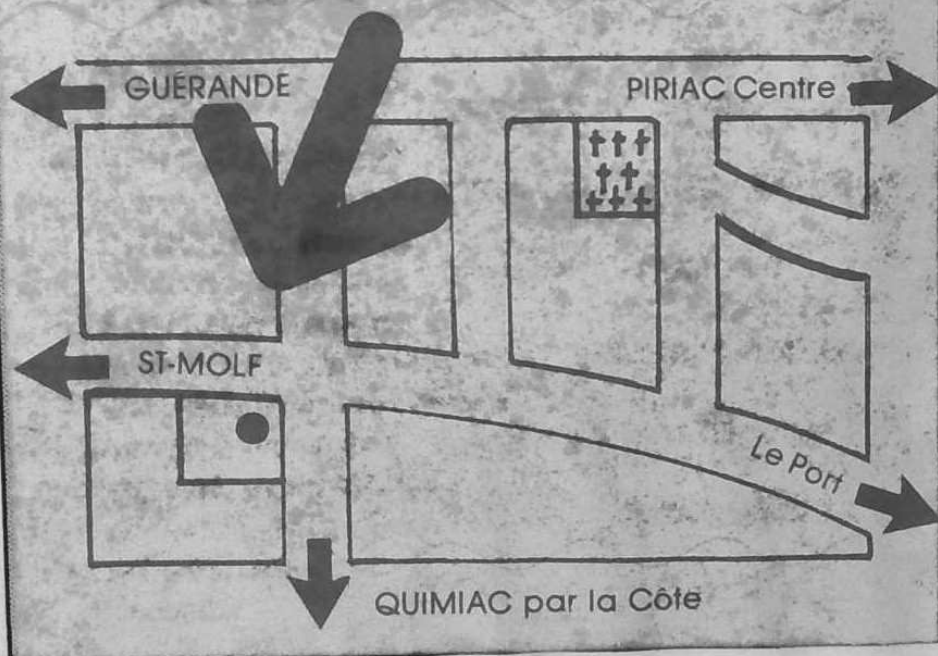 GUÉRANDE
PIRIAC Centre
ST-MOLF
Le Port
QUIMIAC par la Côte